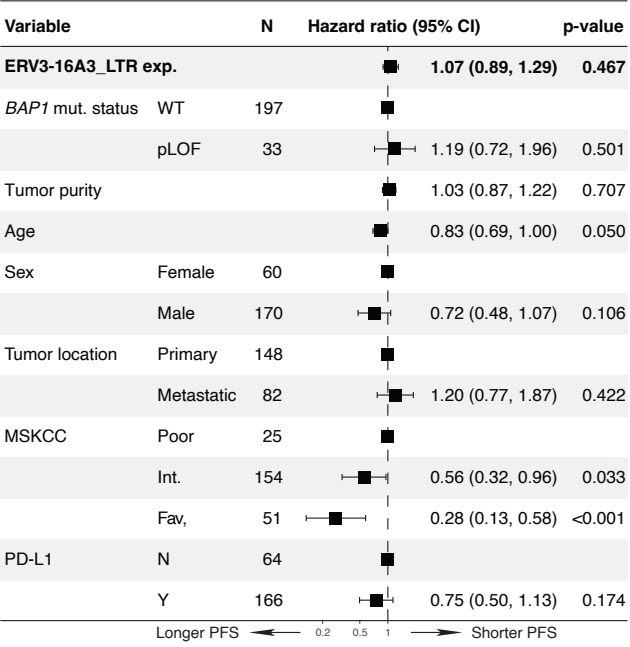 Variable N Hazard ratio (95% CI) p-value
ERV3-16A3_LTR exp. 1.07 (0.89, 1.29) 0.467
BAP1 mut. status WT 197
pLOF 33 1.19 (0.72, 1.96) 0.501
Tumor purity 1.03 (0.87, 1.22) 0.707
Age 0.83 (0.69, 1.00) 0.050
Sex Female 60
Male 170 0.72 (0.48, 1.07) 0.106
Tumor location Primary 148
Metastatic 82 1.20 (0.77, 1.87) 0.422
MSKCC Poor 25
Int. 154 0.56 (0.32, 0.96) 0.033
Fav, 51 0.28 (0.13, 0.58) <0.001
PD-L1 N 64
Y 166 0.75 (0.50, 1.13) 0.174
Longer PFS 0.2 0.5 1 Shorter PFS